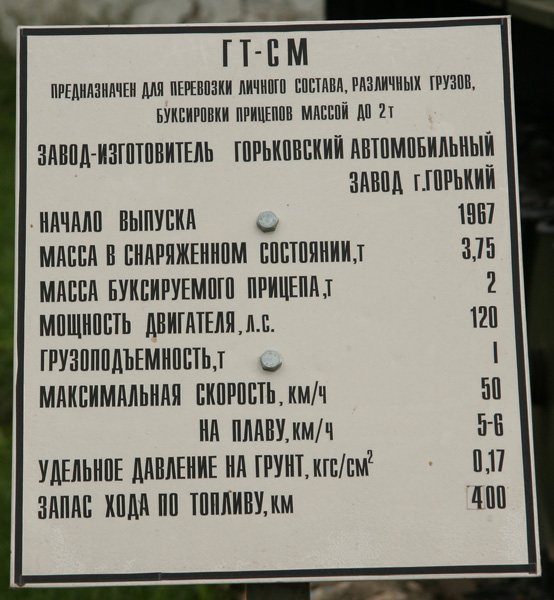 ГТ-СМ
ПРЕДНАЗНАЧЕН ДЛЯ ПЕРЕВОЗКИ ЛИЧНОГО СОСТАВА, РАЗЛИЧНЫХ ГРУЗОВ,
БУКСИРОВКИ ПРИЦЕПОВ МАССОЙ ДО 2 Т
ЗАВОД-ИЗГОТОВИТЕЛЬ ГОРЬКОВСКИЙ АВТОМОБИЛЬНЫЙ
ЗАВОД г.ГОРЬКИЙ
НАЧАЛО ВЫПУСКА 1967
МАССА В СНАРЯЖЕННОМ СОСТОЯНИИ,Т 3,75
МАССА БУКСИРУЕМОГО ПРИЦЕПА,Т 2
МОЩНОСТЬ ДВИГАТЕЛЯ, Л.С. 120
ГРУЗОПОДЪЕМНОСТЬ,Т 1
МАКСИМАЛЬНАЯ СКОРОСТЬ, КМ/Ч 50
НА ПЛАВУ, КМ/Ч 5-6
УДЕЛЬНОЕ ДАВЛЕНИЕ НА ГРУНТ, КГС/СМ² 0,17
ЗАПАС ХОДА ПО ТОПЛИВУ, КМ 400